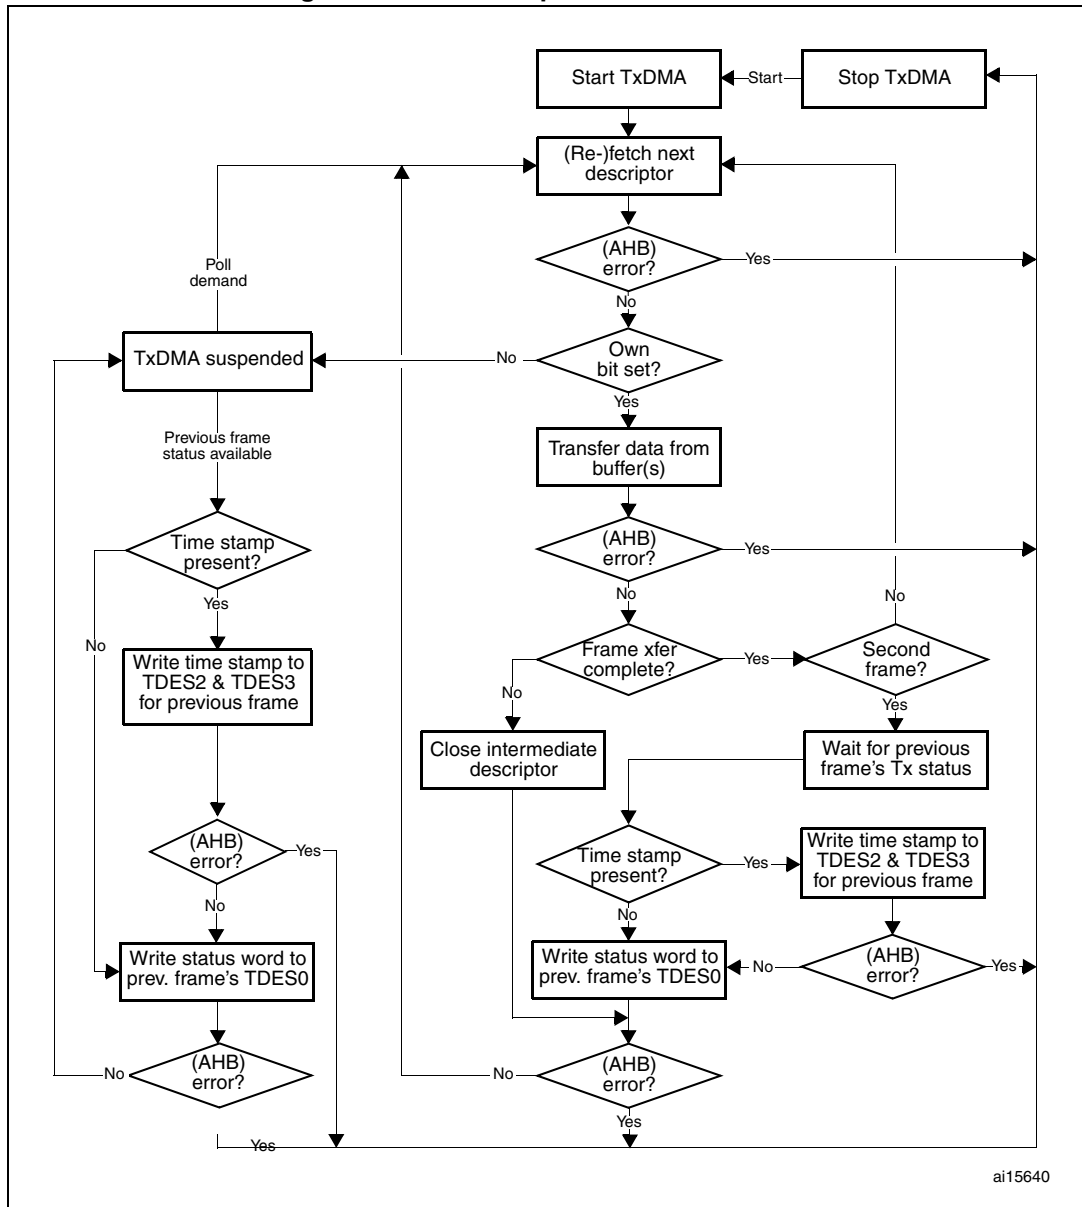 Start TxDMA
Start
Stop TxDMA
(Re-)fetch next
descriptor
(AHB)
error?
Yes
Poll
demand
No
TxDMA suspended
No
Own
bit set?
Yes
Previous frame
status available
Transfer data from
buffer(s)
Time stamp
present?
(AHB)
error?
Yes
No
No
Yes
No
Write time stamp to
TDES2 & TDES3
for previous frame
Frame xfer
complete?
Yes
Second
frame?
No
Yes
Close intermediate
descriptor
Wait for previous
frame's Tx status
(AHB)
error?
Yes
No
Time stamp
present?
Yes
Write time stamp to
TDES2 & TDES3
for previous frame
No
Write status word to
prev. frame's TDES0
Write status word to
prev. frame's TDES0
No
(AHB)
error?
Yes
No
(AHB)
error?
No
(AHB)
error?
Yes
Yes
ai15640